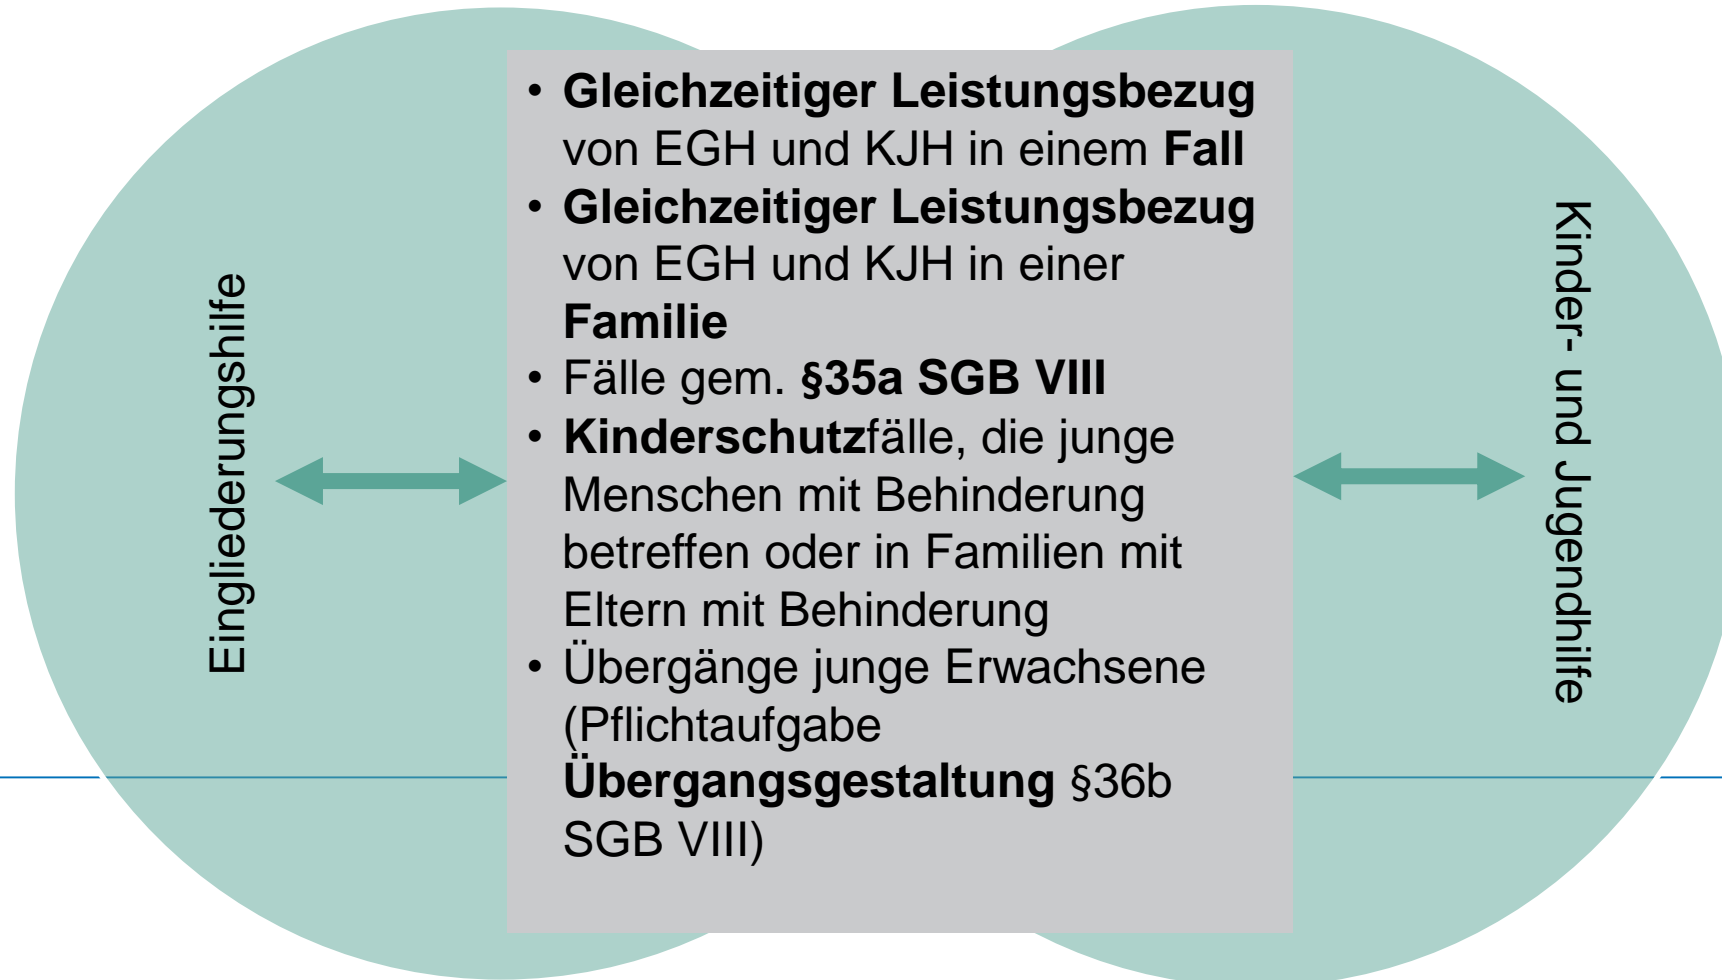 Eingliederungshilfe
• Gleichzeitiger Leistungsbezug
von EGH und KJH in einem Fall
• Gleichzeitiger Leistungsbezug
von EGH und KJH in einer
Familie
• Fälle gem. §35a SGB VIII
• Kinderschutzfälle, die junge
Menschen mit Behinderung
betreffen oder in Familien mit
Eltern mit Behinderung
• Übergänge junge Erwachsene
(Pflichtaufgabe
Übergangsgestaltung §36b
SGB VIII)
Kinder- und Jugendhilfe